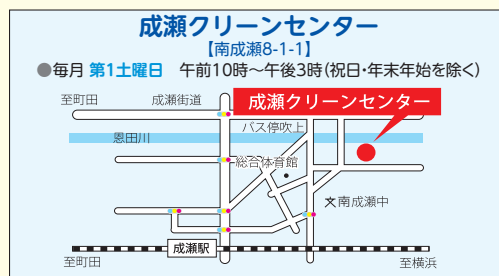 成瀬クリーンセンター
【南成瀬8-1-1】
●毎月 第1土曜日 午前10時～午後3時(祝日・年末年始を除く)
至町田
成瀬街道
成瀬クリーンセンター
バス停吹上
恩田川
総合体育館
文南成瀬中
成瀬駅
至町田
至横浜